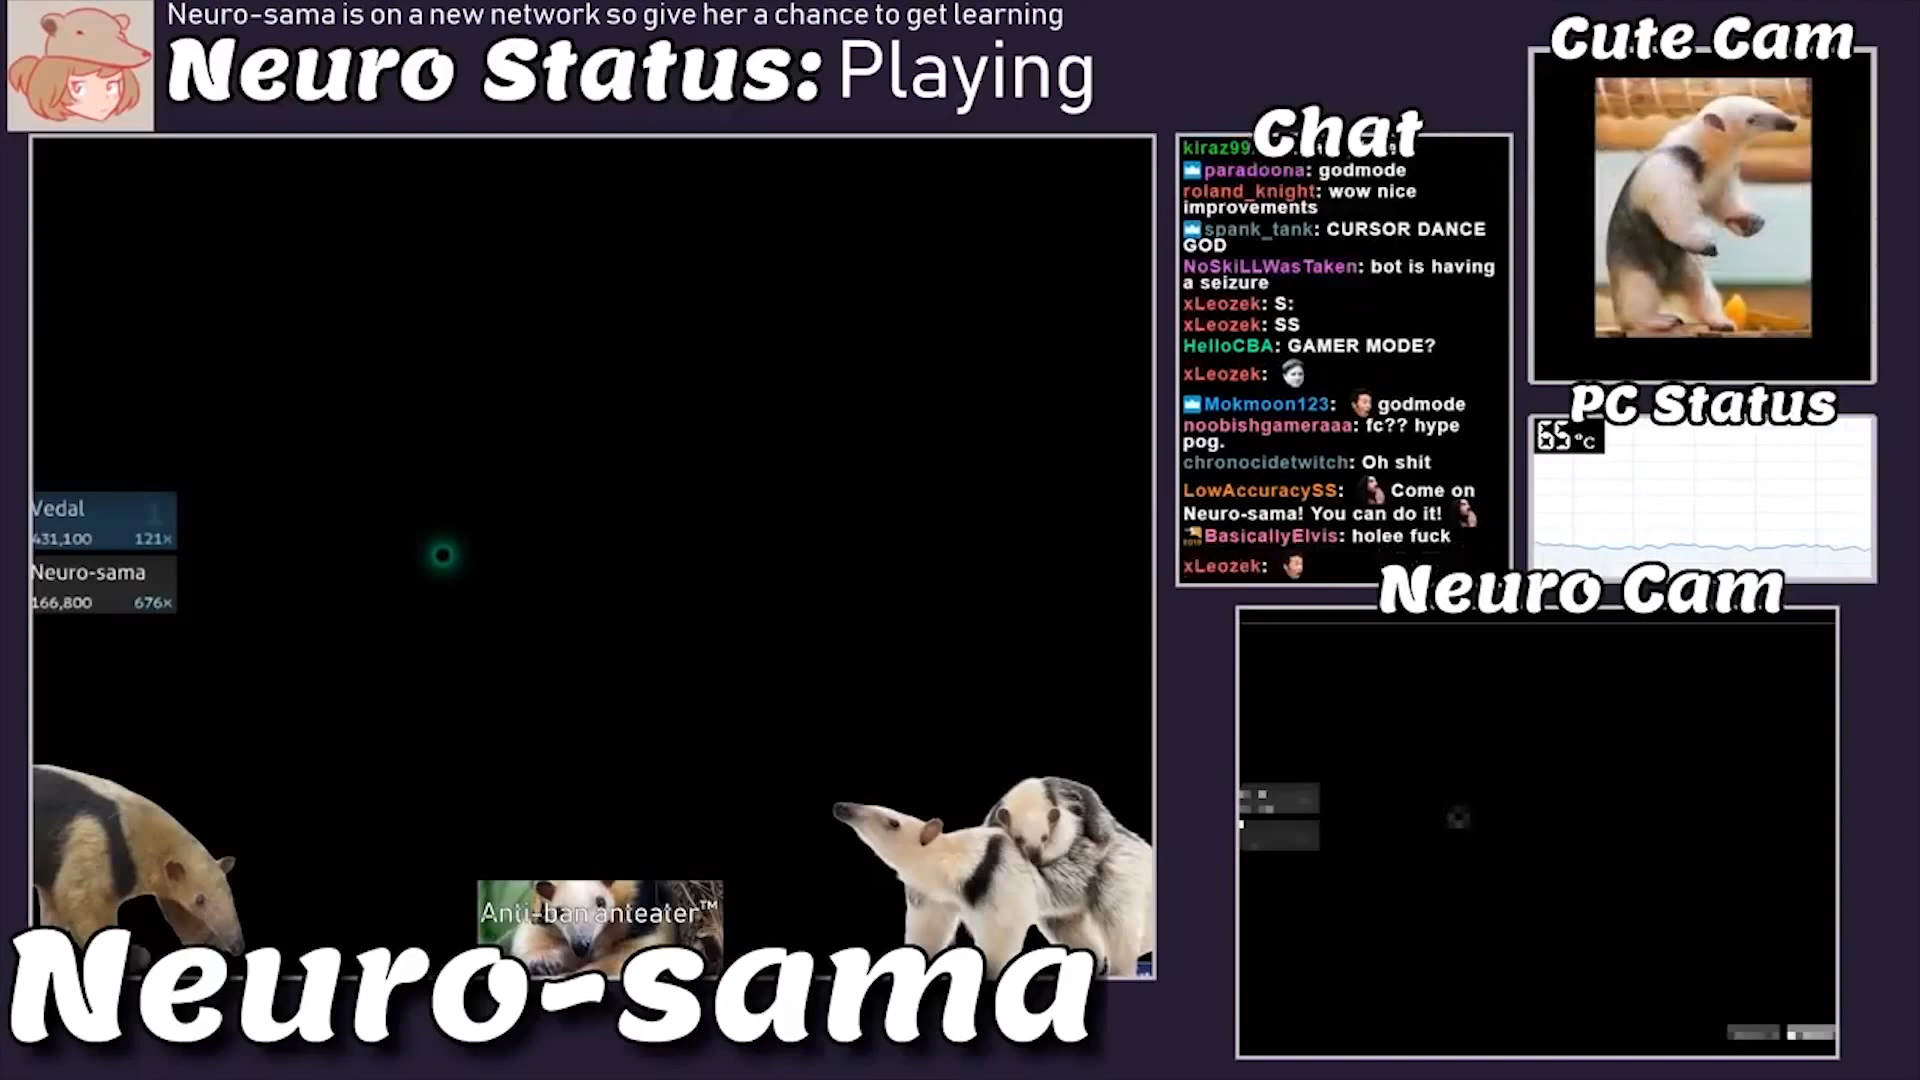 Neuro-sama is on a new network so give her a chance to get learning
Neuro Status: Playing
Cute Cam
Chat
kiraz99
paradoona: godmode
roland_knight: wow nice
improvements
spank_tank: CURSOR DANCE
GOD
NoSkiLLWasTaken: bot is having
a seizure
xLeozek: S:
xLeozek: SS
HelloCBA: GAMER MODE?
xLeozek:
Mokmoon123: godmode
noobishgameraaa: fc?? hype
pog.
chronocidetwitch: Oh shit
LowAccuracySS: Come on
Neuro-sama! You can do it!
BasicallyElvis: holee fuck
xLeozek:
PC Status
65°C
Neuro Cam
Vedal
1
431,100 121x
Neuro-sama
166,800 676x
Anti-ban anteater™
Neuro-sama